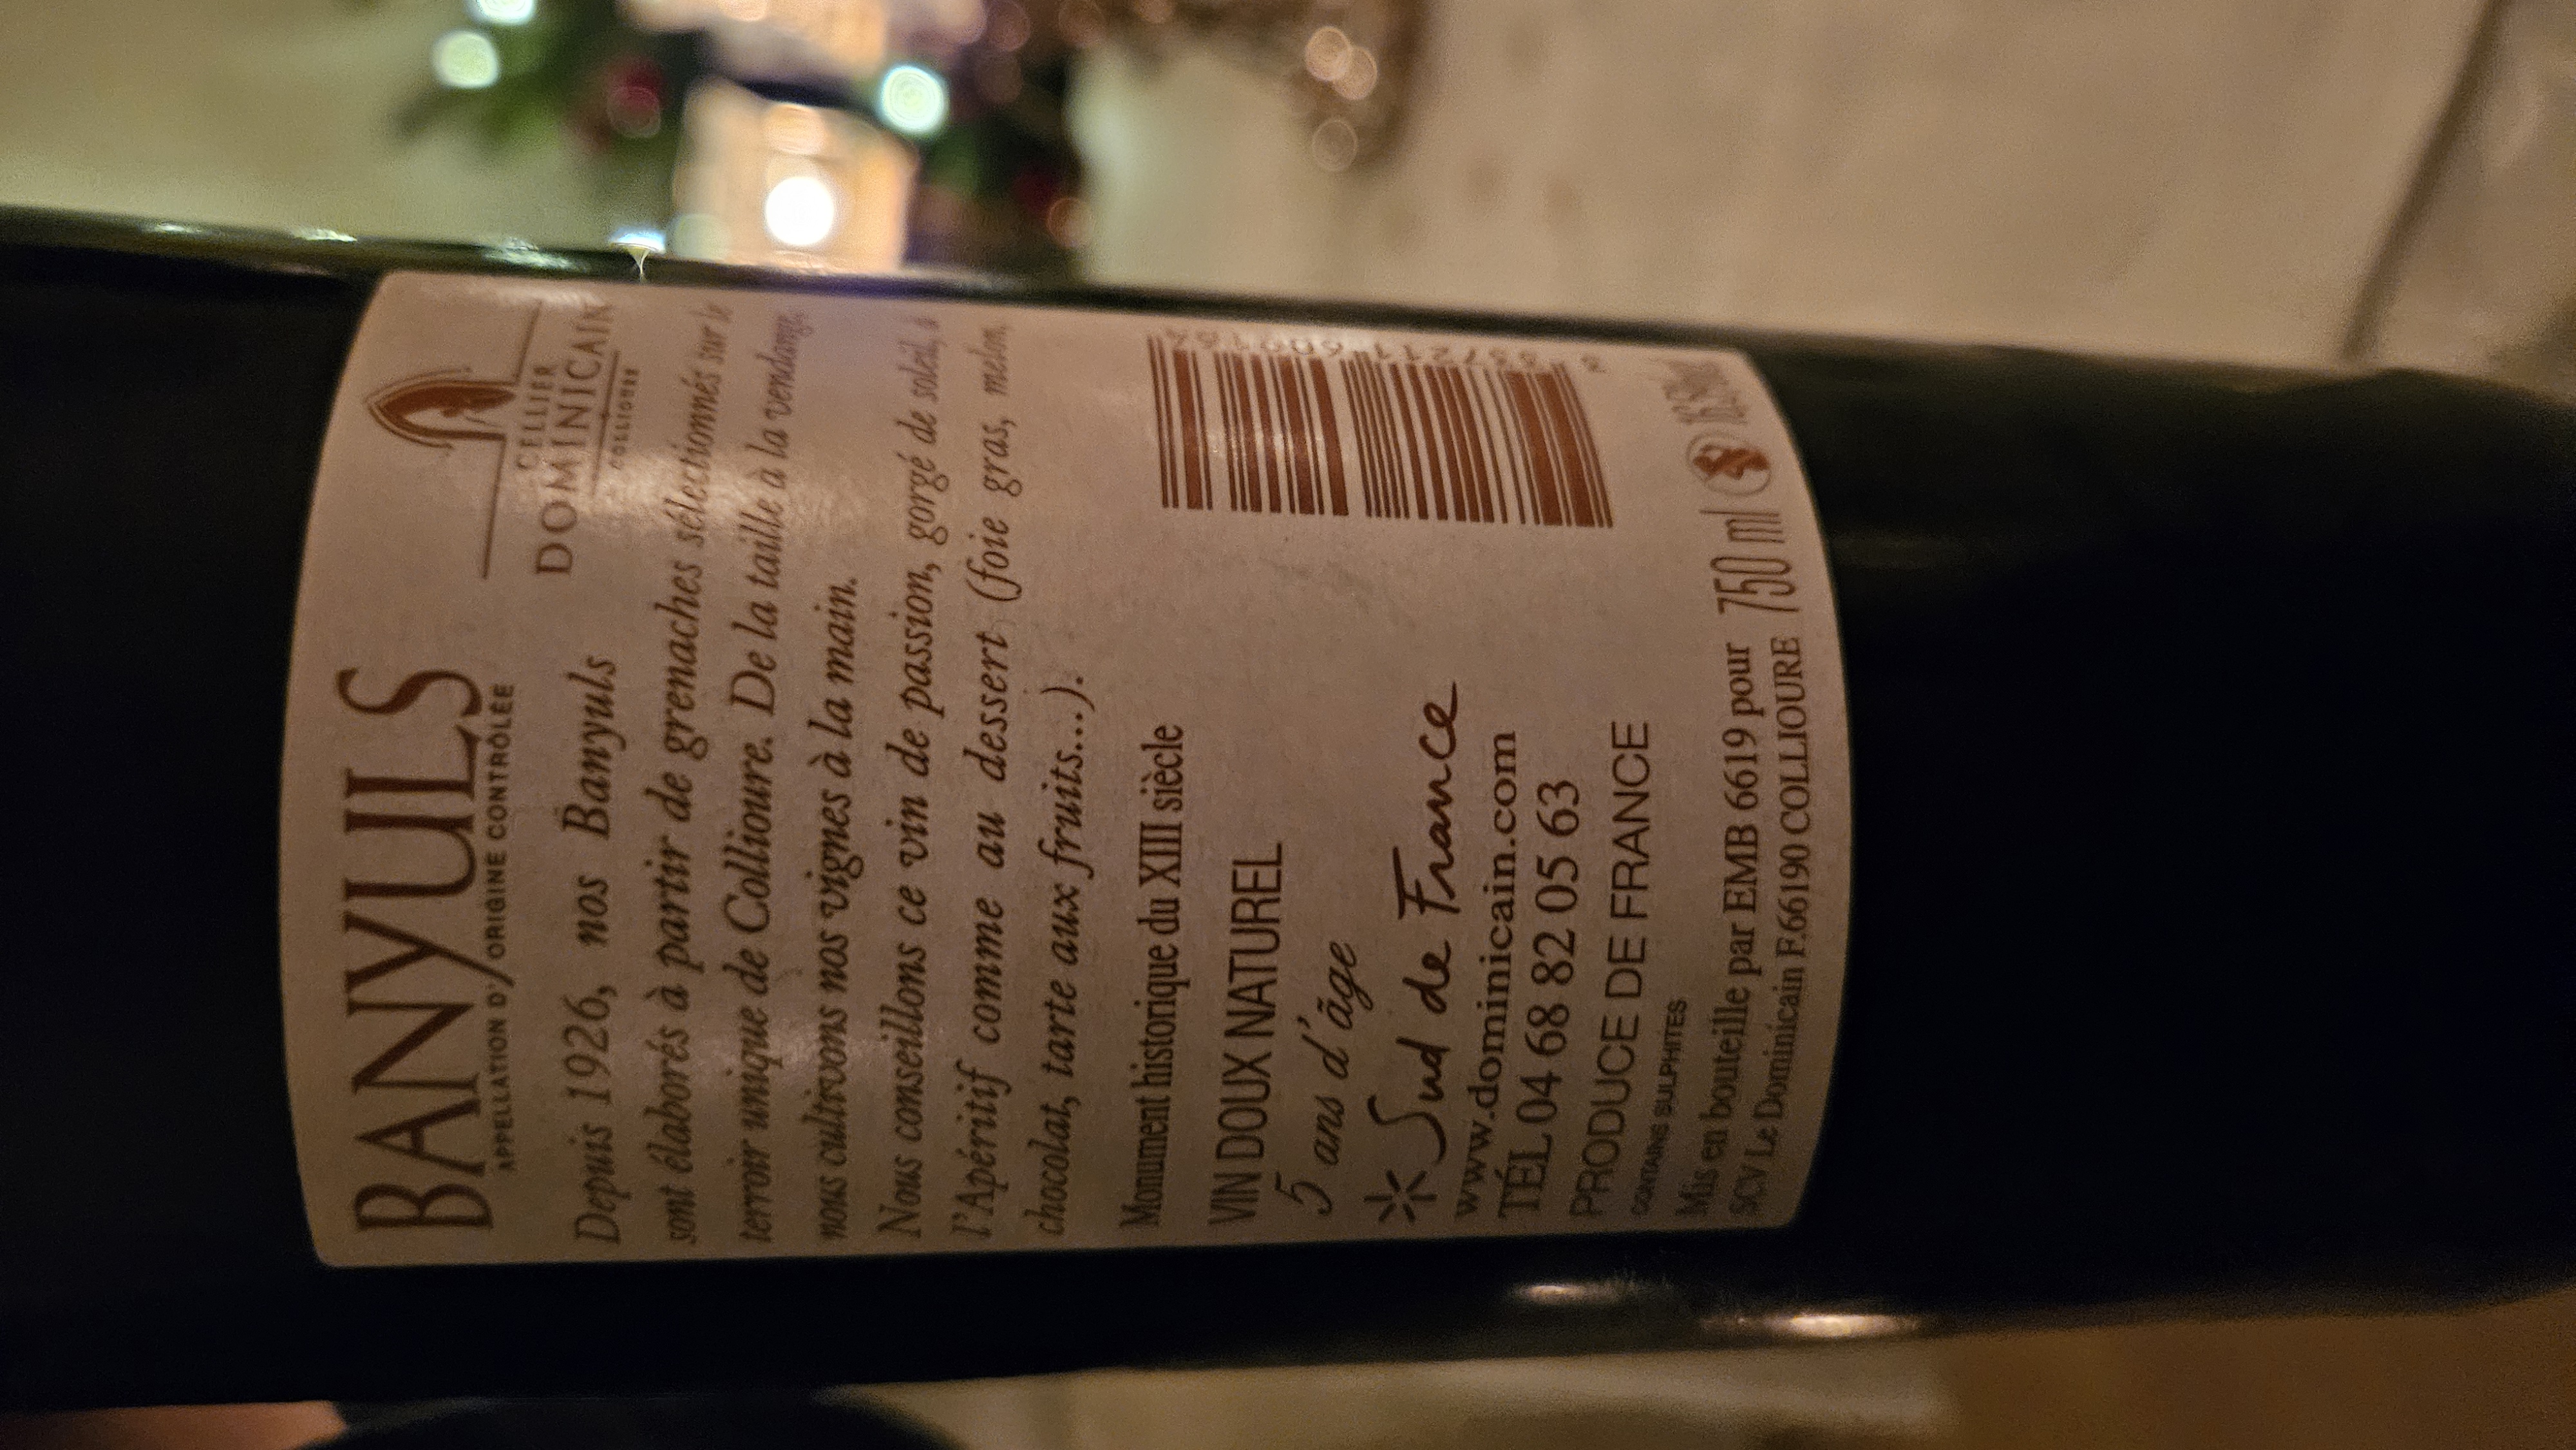 BANYULS
APPELLATION D'ORIGINE CONTRÔLÉE
CELLIER
DOMINICAIN
COLLIOURE
Depuis 1926, nos Banyuls
sont élaborés à partir de grenaches sélectionnés sur le
terroir unique de Collioure. De la taille à la vendange,
nous cultivons nos vignes à la main.
Nous conseillons ce vin de passion, gorgé de soleil, à
l'Apéritif comme au dessert (foie gras, melon,
chocolat, tarte aux fruits...).
Monument historique du XIII siècle
VIN DOUX NATUREL
5 ans d'âge
Sud de France
www.dominicain.com
TÉL 04 68 82 05 63
PRODUCE DE FRANCE
CONTAINS SULPHITES
Mis en bouteille par EMB 6619 pour
SCV Le Dominicain F.66190 COLLIOURE
750 ml